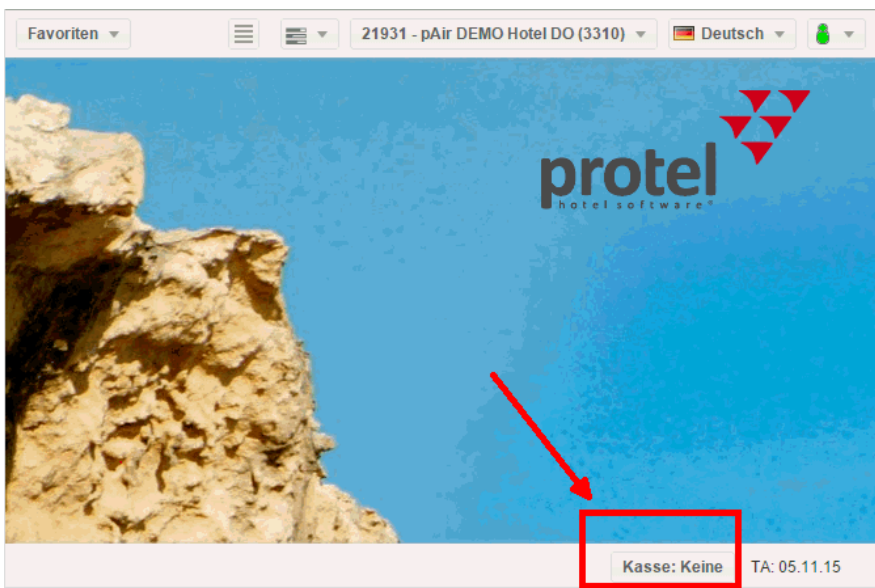 Favoriten
21931 - pAir DEMO Hotel DO (3310)
Deutsch
protel
hotel software®
Kasse: Keine
TA: 05.11.15